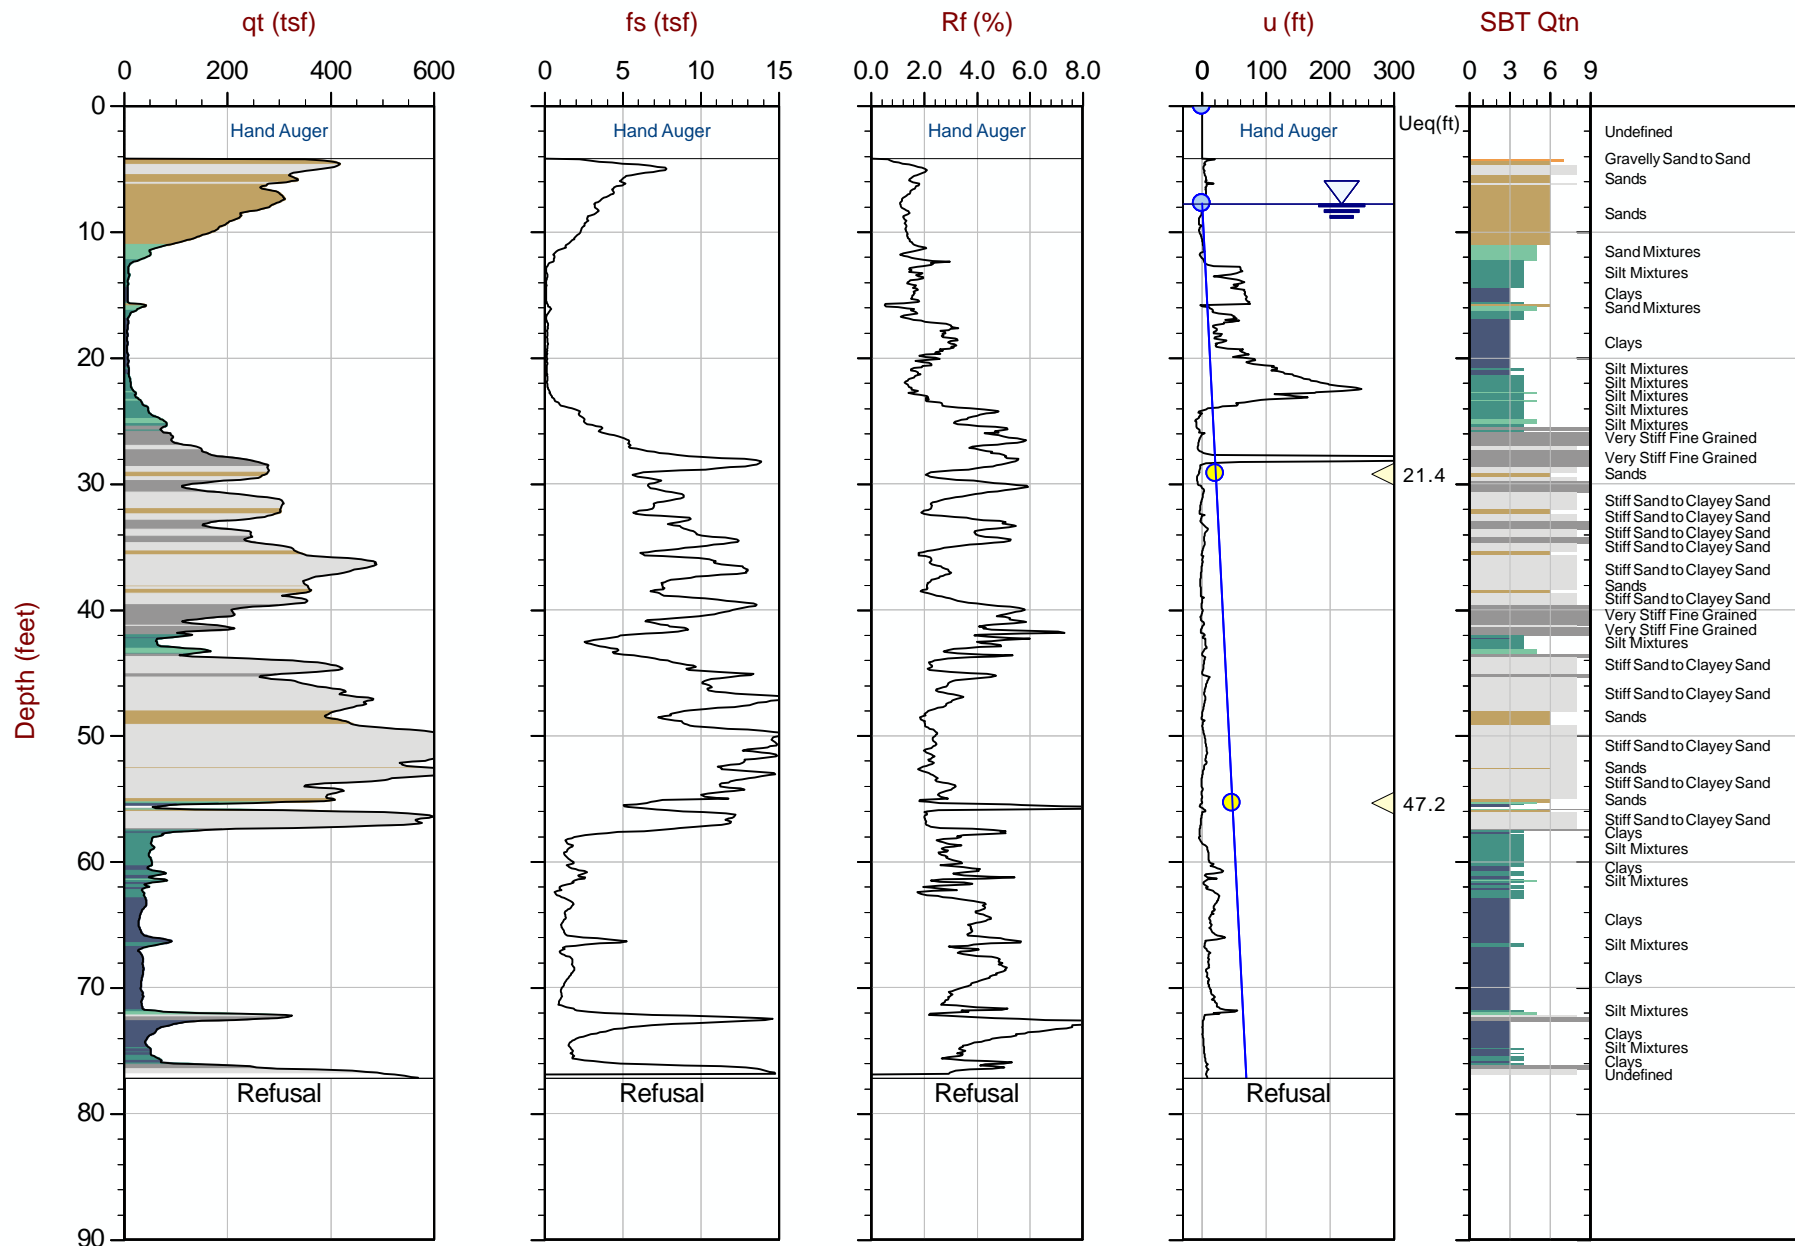 qt (tsf) fs (tsf) Rf (%) u (ft) SBT Qtn
0 200 400 600 0 5 10 15 0.0 2.0 4.0 6.0 8.0 0 100 200 300 0 3 6 9
0
Hand Auger Hand Auger Hand Auger Hand Auger Ueq(ft) Undefined
Gravelly Sand to Sand
Sands
Sands
10
Sand Mixtures
Silt Mixtures
Clays
Sand Mixtures
Clays
20
Silt Mixtures
Silt Mixtures
Silt Mixtures
Silt Mixtures
Silt Mixtures
Very Stiff Fine Grained
Very Stiff Fine Grained
21.4 Sands
30
Stiff Sand to Clayey Sand
Stiff Sand to Clayey Sand
Stiff Sand to Clayey Sand
Stiff Sand to Clayey Sand
Stiff Sand to Clayey Sand
Sands
Stiff Sand to Clayey Sand
40
Very Stiff Fine Grained
Very Stiff Fine Grained
Silt Mixtures
Stiff Sand to Clayey Sand
Depth (feet)
Stiff Sand to Clayey Sand
Sands
50
Stiff Sand to Clayey Sand
Sands
Stiff Sand to Clayey Sand
47.2 Sands
Stiff Sand to Clayey Sand
Clays
Silt Mixtures
60
Clays
Silt Mixtures
Clays
Silt Mixtures
Clays
70
Silt Mixtures
Clays
Silt Mixtures
Clays
Undefined
Refusal Refusal Refusal Refusal
80
90